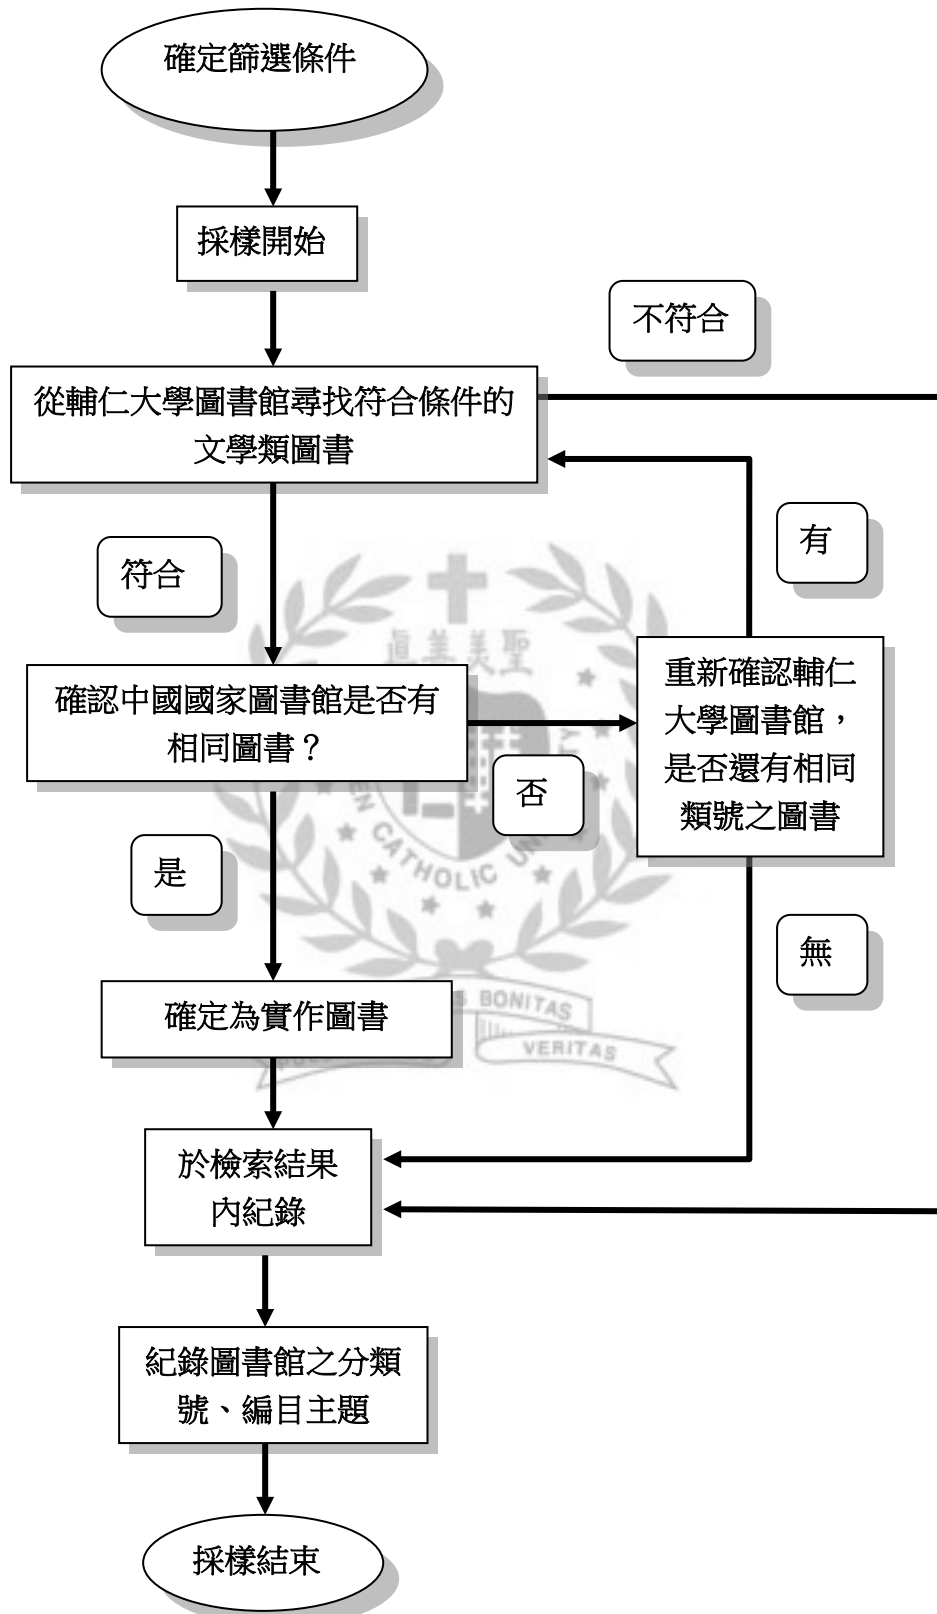 確定篩選條件
採樣開始
不符合
從輔仁大學圖書館尋找符合條件的
文學類圖書
有
符合
真善美聖
重新確認輔仁
大學圖書館，
是否還有相同
類號之圖書
確認中國國家圖書館是否有
相同圖書？
否
CATHOLIC
是
無
確定為實作圖書
BONITAS
VERITAS
於檢索結果
內紀錄
紀錄圖書館之分類
號、編目主題
採樣結束